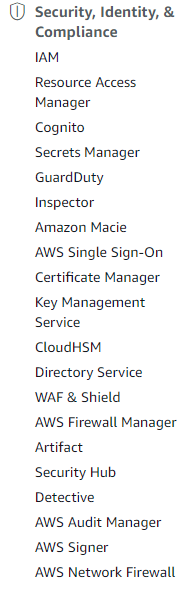 Security, Identity, &
Compliance
IAM
Resource Access
Manager
Cognito
Secrets Manager
GuardDuty
Inspector
Amazon Macie
AWS Single Sign-On
Certificate Manager
Key Management
Service
CloudHSM
Directory Service
WAF & Shield
AWS Firewall Manager
Artifact
Security Hub
Detective
AWS Audit Manager
AWS Signer
AWS Network Firewall